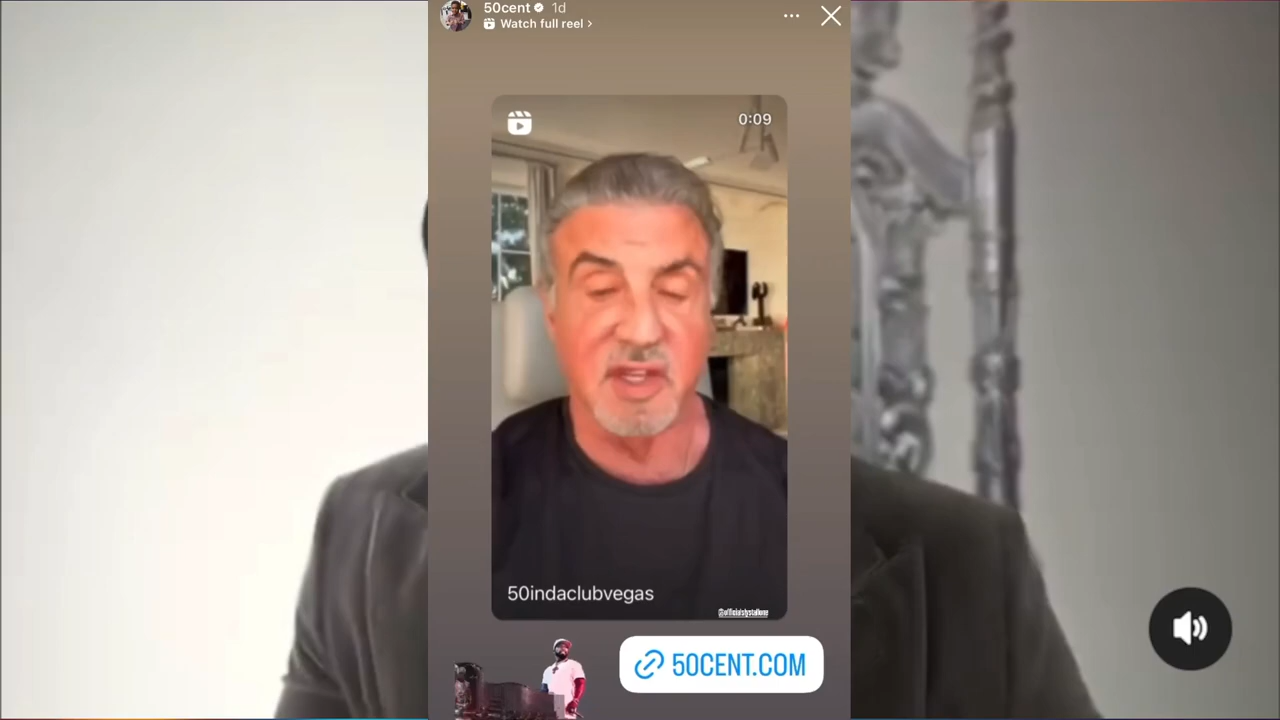 50cent 1d
Watch full reel >
0:09
50indaclubvegas
@officialslystallone
50CENT.COM